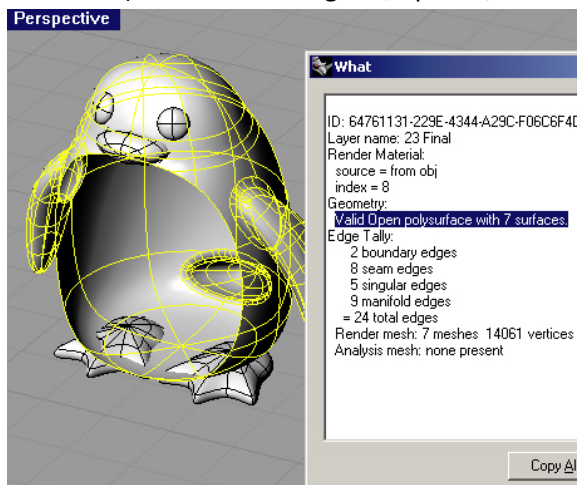 Perspective
What
ID: 64761131-229E-4344-A29C-F06C6F4D
Layer name: 23 Final
Render Material:
source = from obj
index = 8
Geometry:
Valid Open polysurface with 7 surfaces.
Edge Tally:
2 boundary edges
8 seam edges
5 singular edges
9 manifold edges
= 24 total edges
Render mesh: 7 meshes 14061 vertices
Analysis mesh: none present
Copy Al